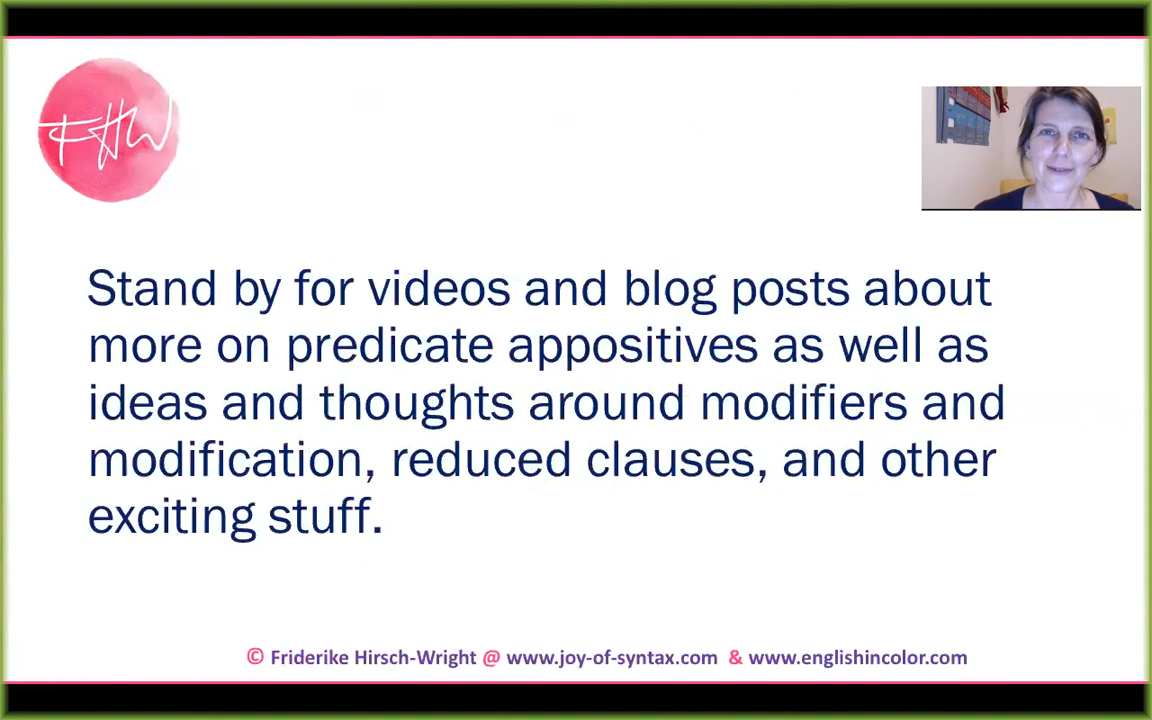 FHW
Stand by for videos and blog posts about
more on predicate appositives as well as
ideas and thoughts around modifiers and
modification, reduced clauses, and other
exciting stuff.
© Friderike Hirsch-Wright @ www.joy-of-syntax.com & www.englishincolor.com